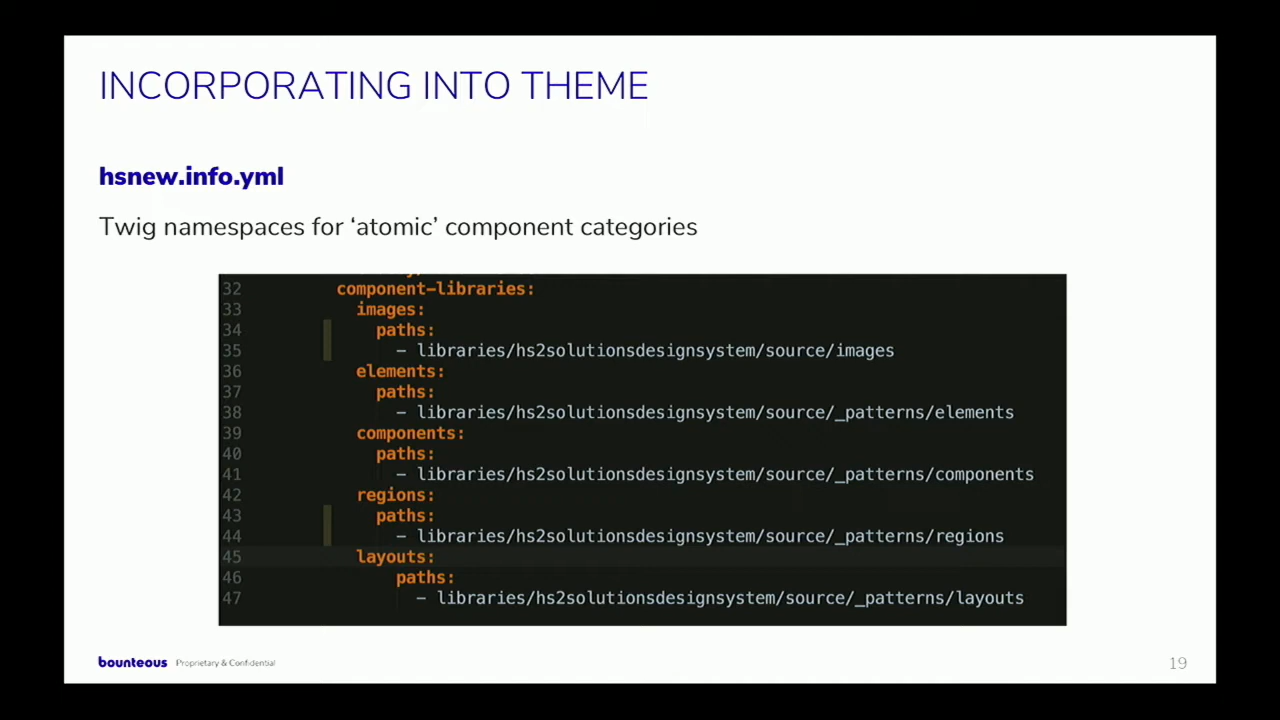 INCORPORATING INTO THEME
hsnew.info.yml
Twig namespaces for ‘atomic’ component categories
32 component-libraries:
33 images:
34 paths:
35 - libraries/hs2solutionsdesignsystem/source/images
36 elements:
37 paths:
38 - libraries/hs2solutionsdesignsystem/source/_patterns/elements
39 components:
40 paths:
41 - libraries/hs2solutionsdesignsystem/source/_patterns/components
42 regions:
43 paths:
44 - libraries/hs2solutionsdesignsystem/source/_patterns/regions
45 layouts:
46 paths:
47 - libraries/hs2solutionsdesignsystem/source/_patterns/layouts
bounteous Proprietary & Confidential 19